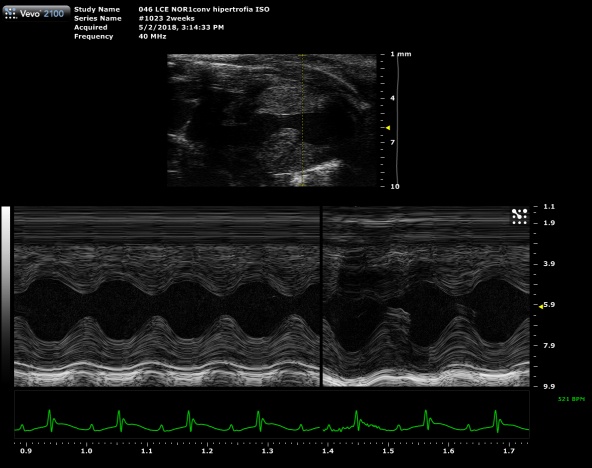 Vevo 2100
Study Name 046 LCE NOR1conv hipertrofia ISO
Series Name #1023 2weeks
Acquired 5/2/2018, 3:14:33 PM
Frequency 40 MHz
1 mm
4
7
10
1.1
1.9
3.9
5.9
7.9
9.9
521 BPM
0.9 1.0 1.1 1.2 1.3 1.4 1.5 1.6 1.7